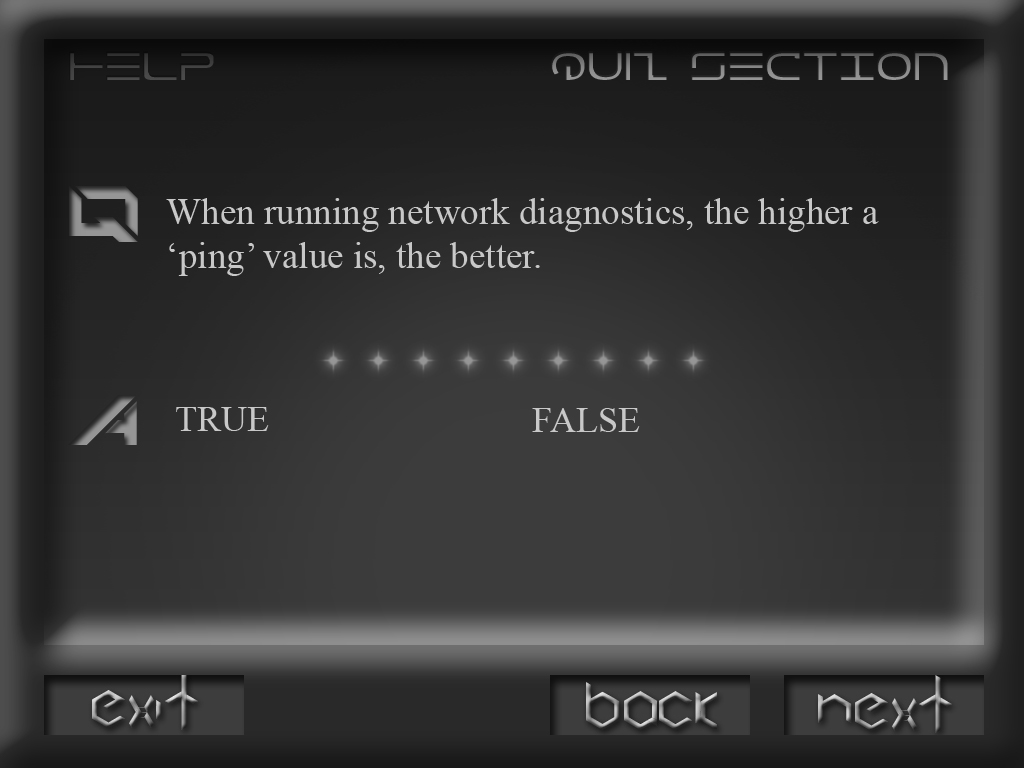 HELP
QUIZ SECTION
Q
When running network diagnostics, the higher a
‘ping’ value is, the better.
A
TRUE
FALSE
exit
back
next